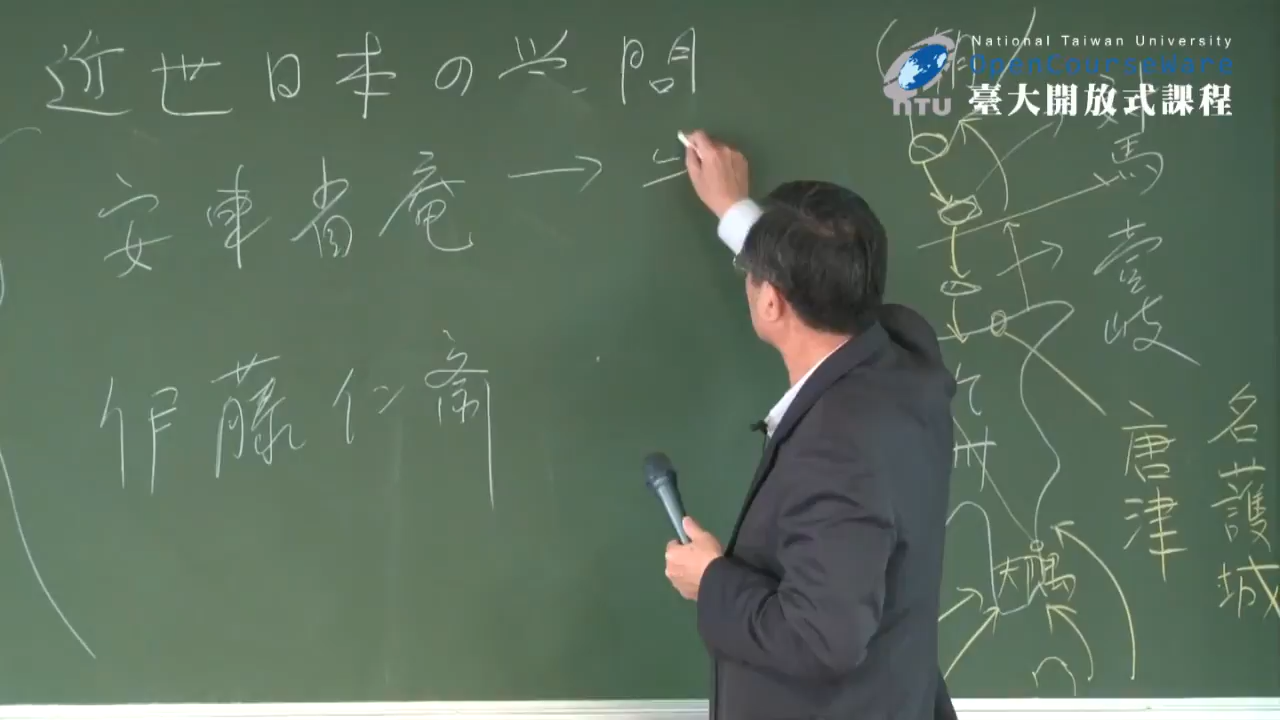 近世日本の学問
安東省庵→
伊藤仁斎
馬
壹岐
唐津
名護城
National Taiwan University
OpenCourseWare
臺大開放式課程
NTU